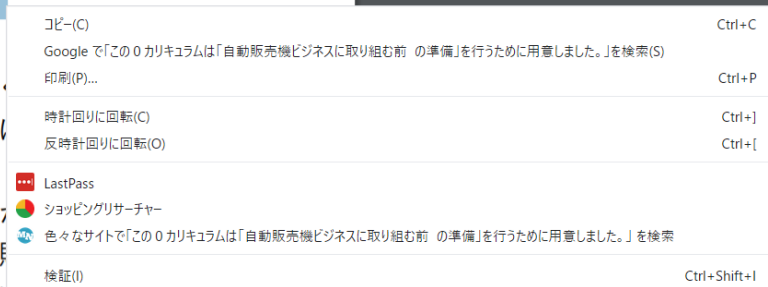 コピー(C) Ctrl+C
Google で「この０カリキュラムは「自動販売機ビジネスに取り組む前 の準備」を行うために用意しました。」を検索(S)
印刷(P)... Ctrl+P
時計回りに回転(C) Ctrl+]
反時計回りに回転(O) Ctrl+[
LastPass
ショッピングリサーチャー
色々なサイトで「この０カリキュラムは「自動販売機ビジネスに取り組む前 の準備」を行うために用意しました。」 を検索
検証(I) Ctrl+Shift+I